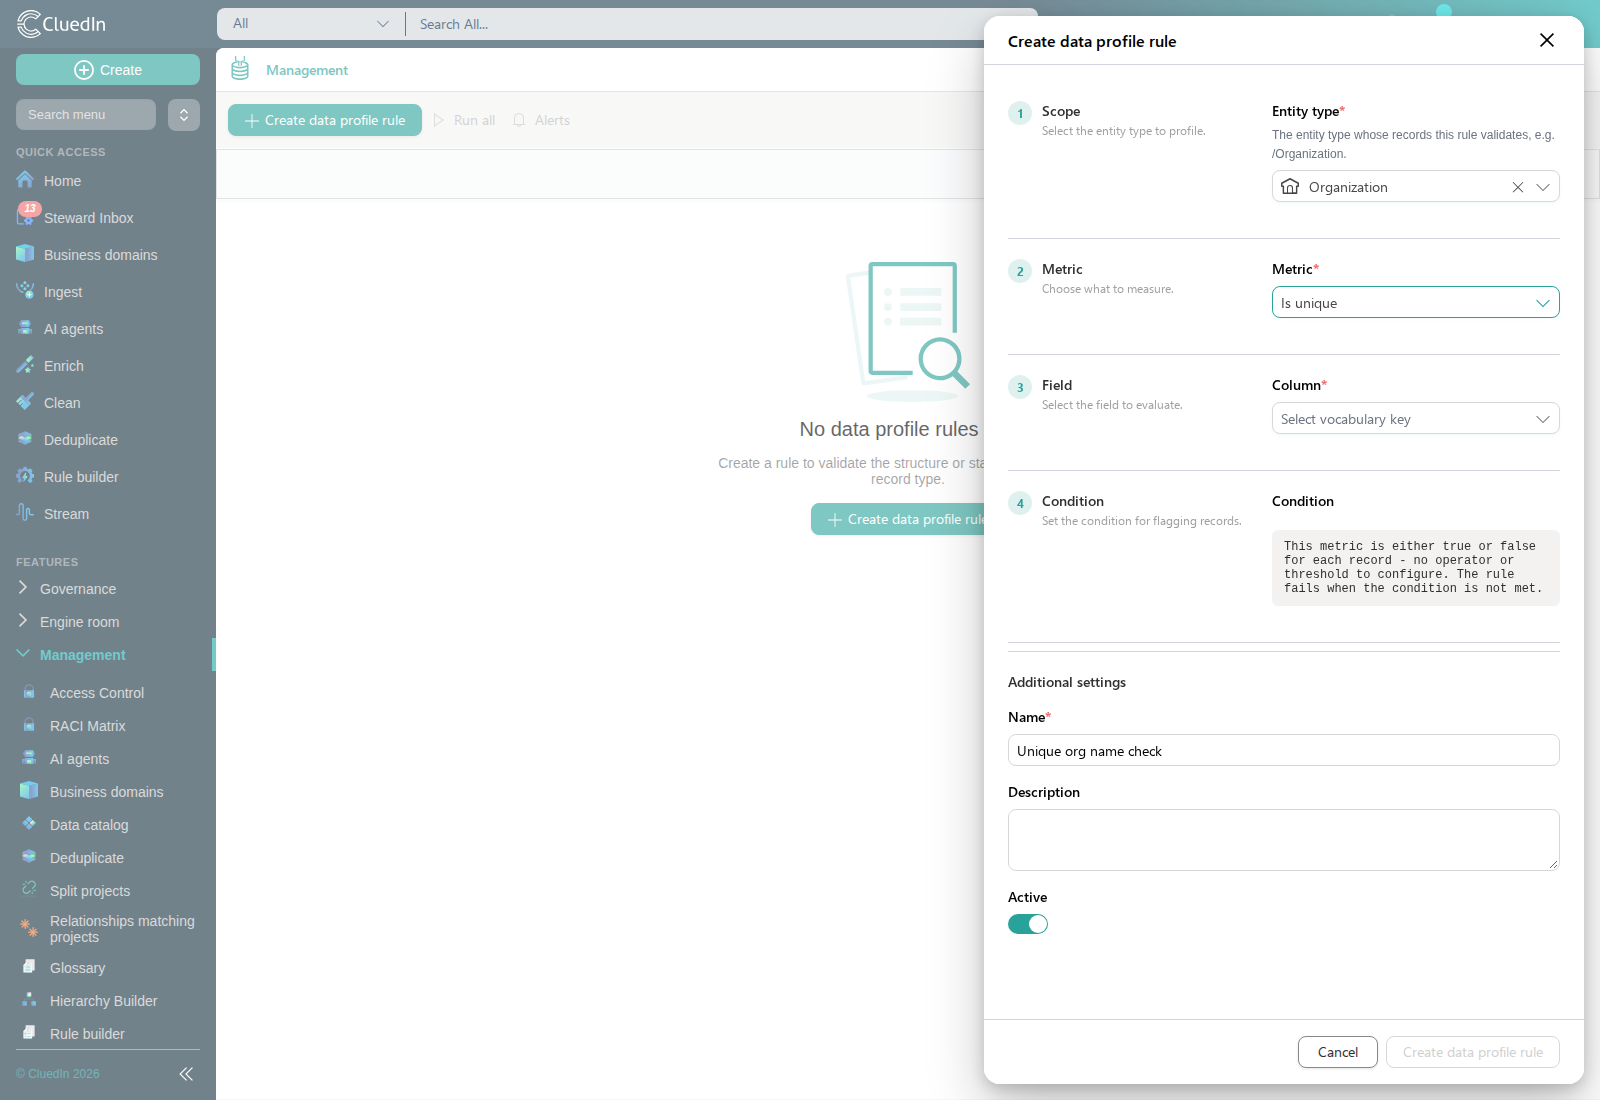 CluedIn
All
Search All...
Create
Search menu
QUICK ACCESS
Home
13
Steward Inbox
Business domains
Ingest
AI agents
Enrich
Clean
Deduplicate
Rule builder
Stream
FEATURES
Governance
Engine room
Management
Access Control
RACI Matrix
AI agents
Business domains
Data catalog
Deduplicate
Split projects
Relationships matching
projects
Glossary
Hierarchy Builder
Rule builder
© CluedIn 2026
Management
Create data profile rule
Run all
Alerts
No data profile rules
Create a rule to validate the structure or
record type.
Create data profile rule
Create data profile rule
1
Scope
Select the entity type to profile.
Entity type*
The entity type whose records this rule validates, e.g.
/Organization.
Organization
2
Metric
Choose what to measure.
Metric*
Is unique
3
Field
Select the field to evaluate.
Column*
Select vocabulary key
4
Condition
Set the condition for flagging records.
Condition
This metric is either true or false
for each record - no operator or
threshold to configure. The rule
fails when the condition is not met.
Additional settings
Name*
Unique org name check
Description
Active
Cancel
Create data profile rule